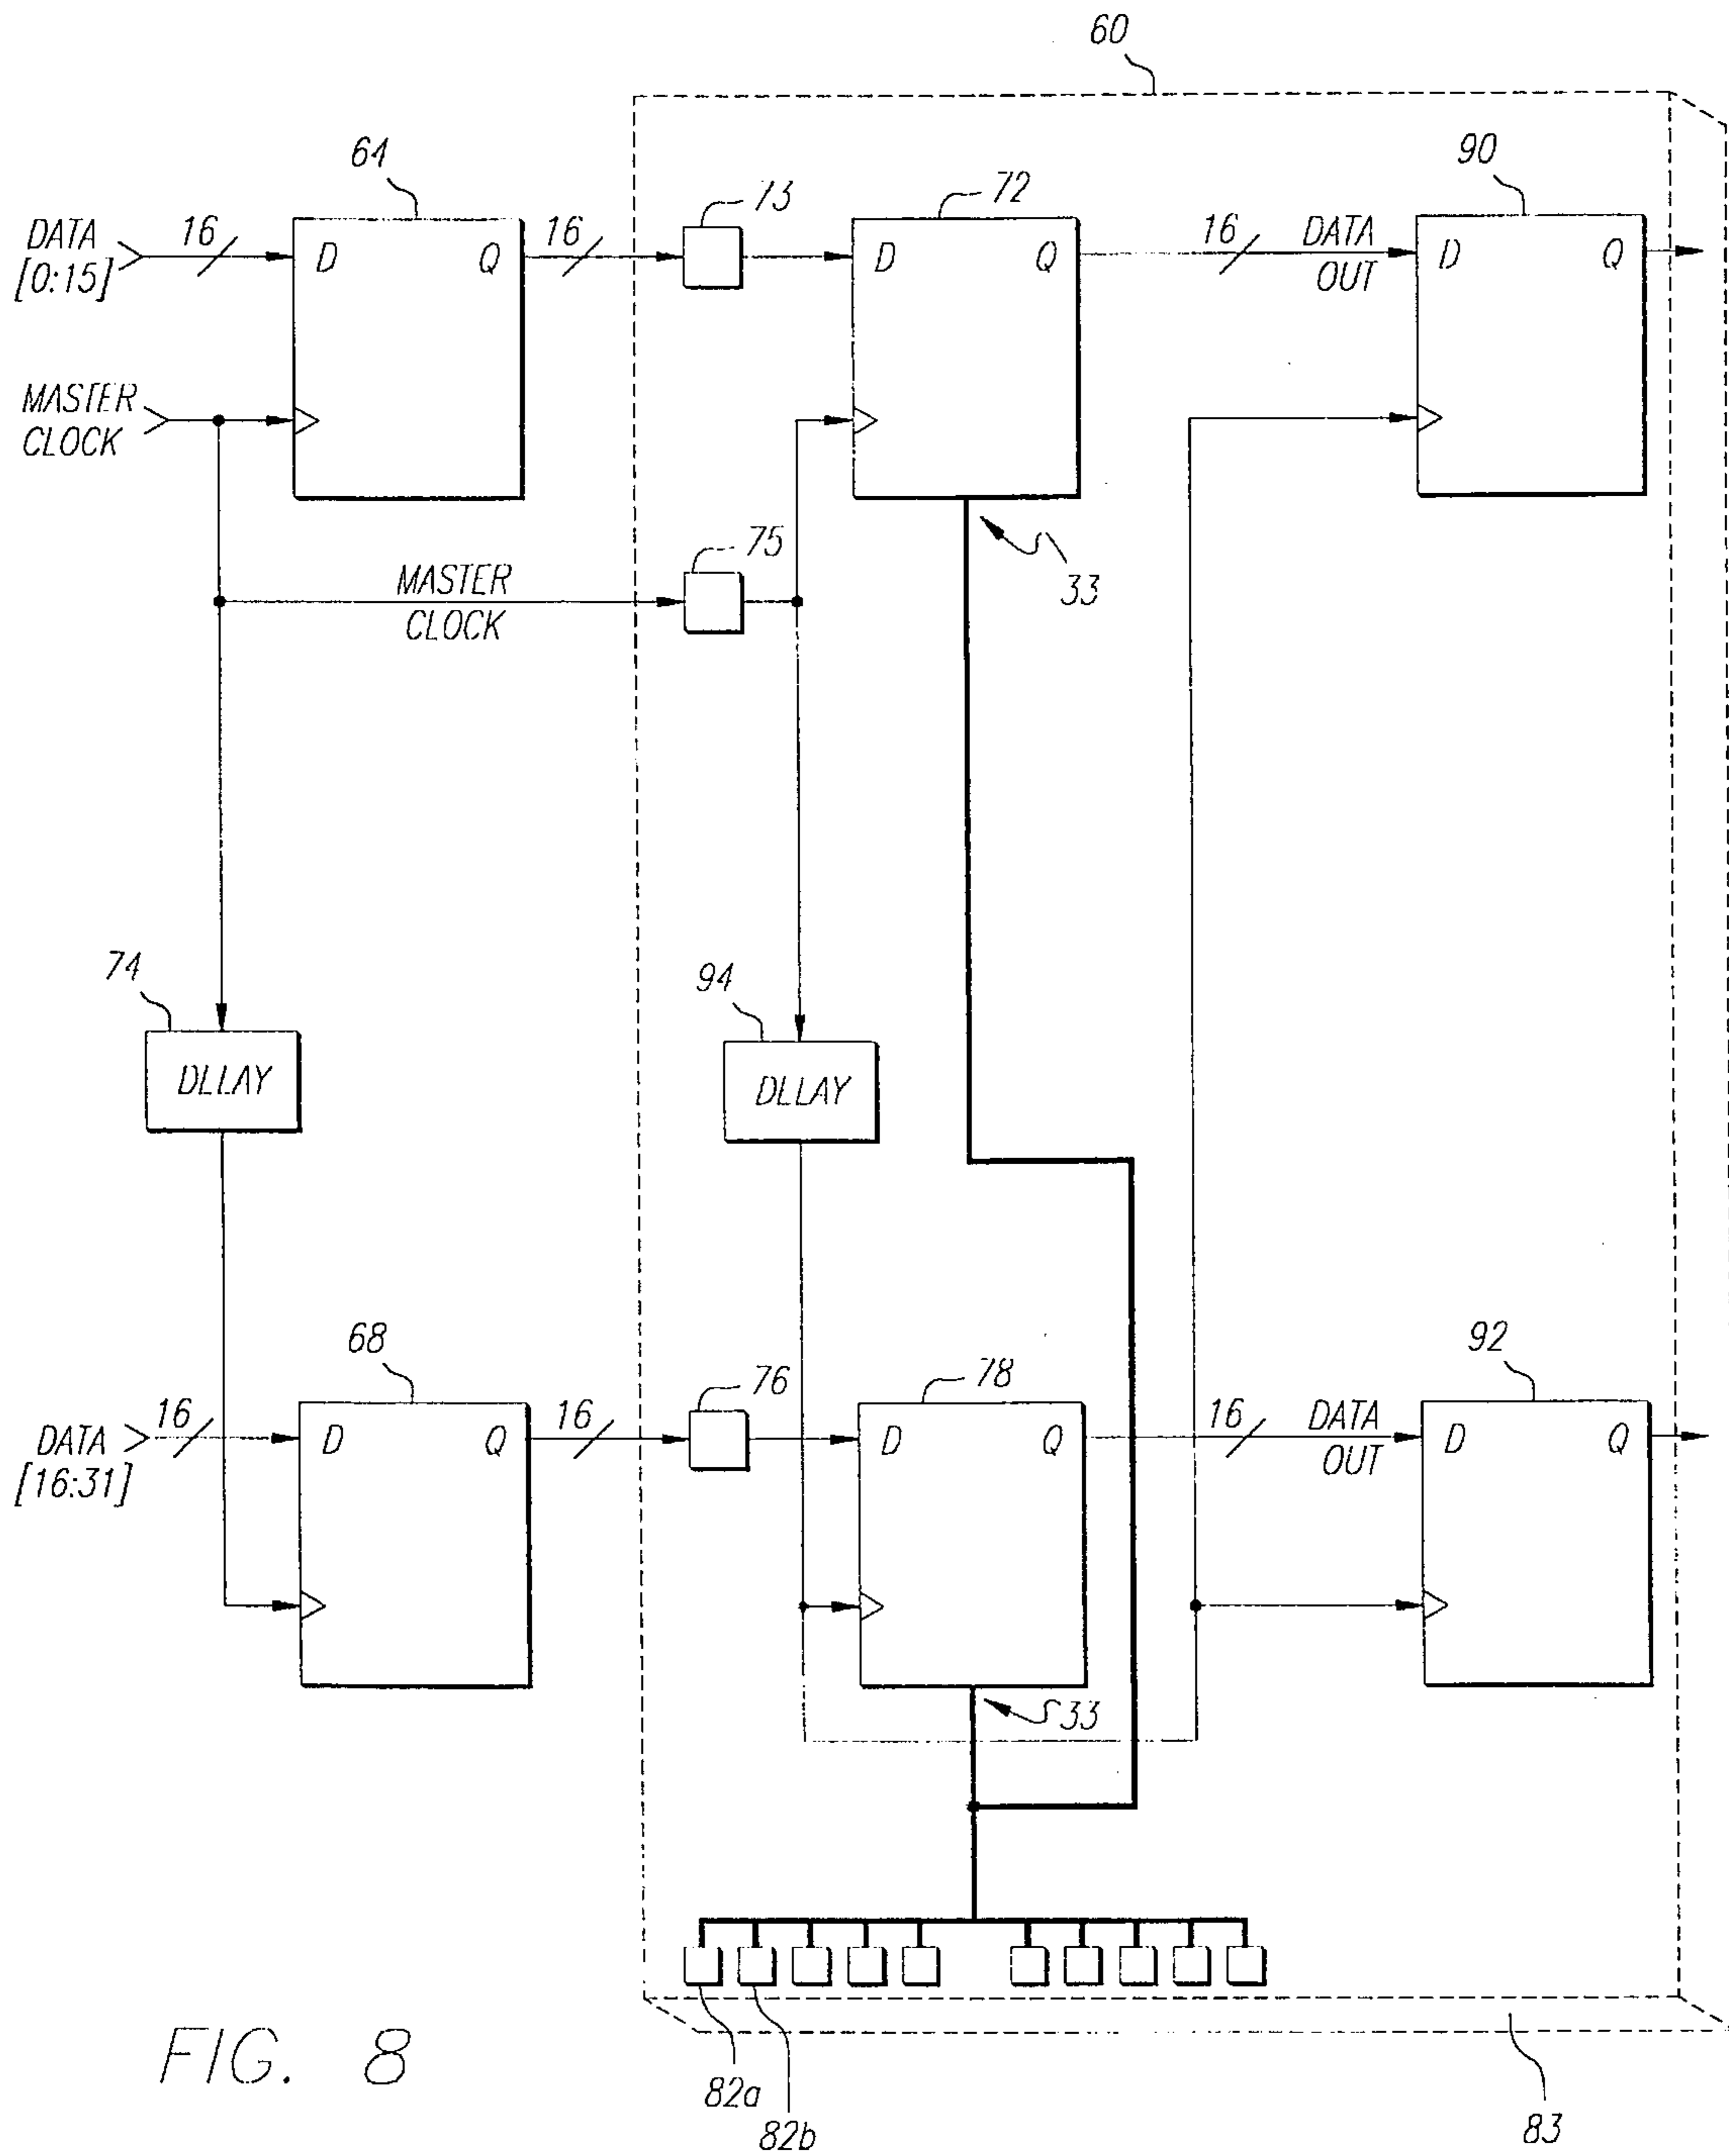 60
64
73
72
90
DATA
[0:15]
16
D
Q
16
D
Q
16
DATA
OUT
D
Q
MASTER
CLOCK
75
MASTER
CLOCK
33
74
DLLAY
94
DLLAY
68
76
78
92
DATA
[16:31]
16
D
Q
16
D
Q
16
DATA
OUT
D
Q
33
FIG. 8
82a
82b
83